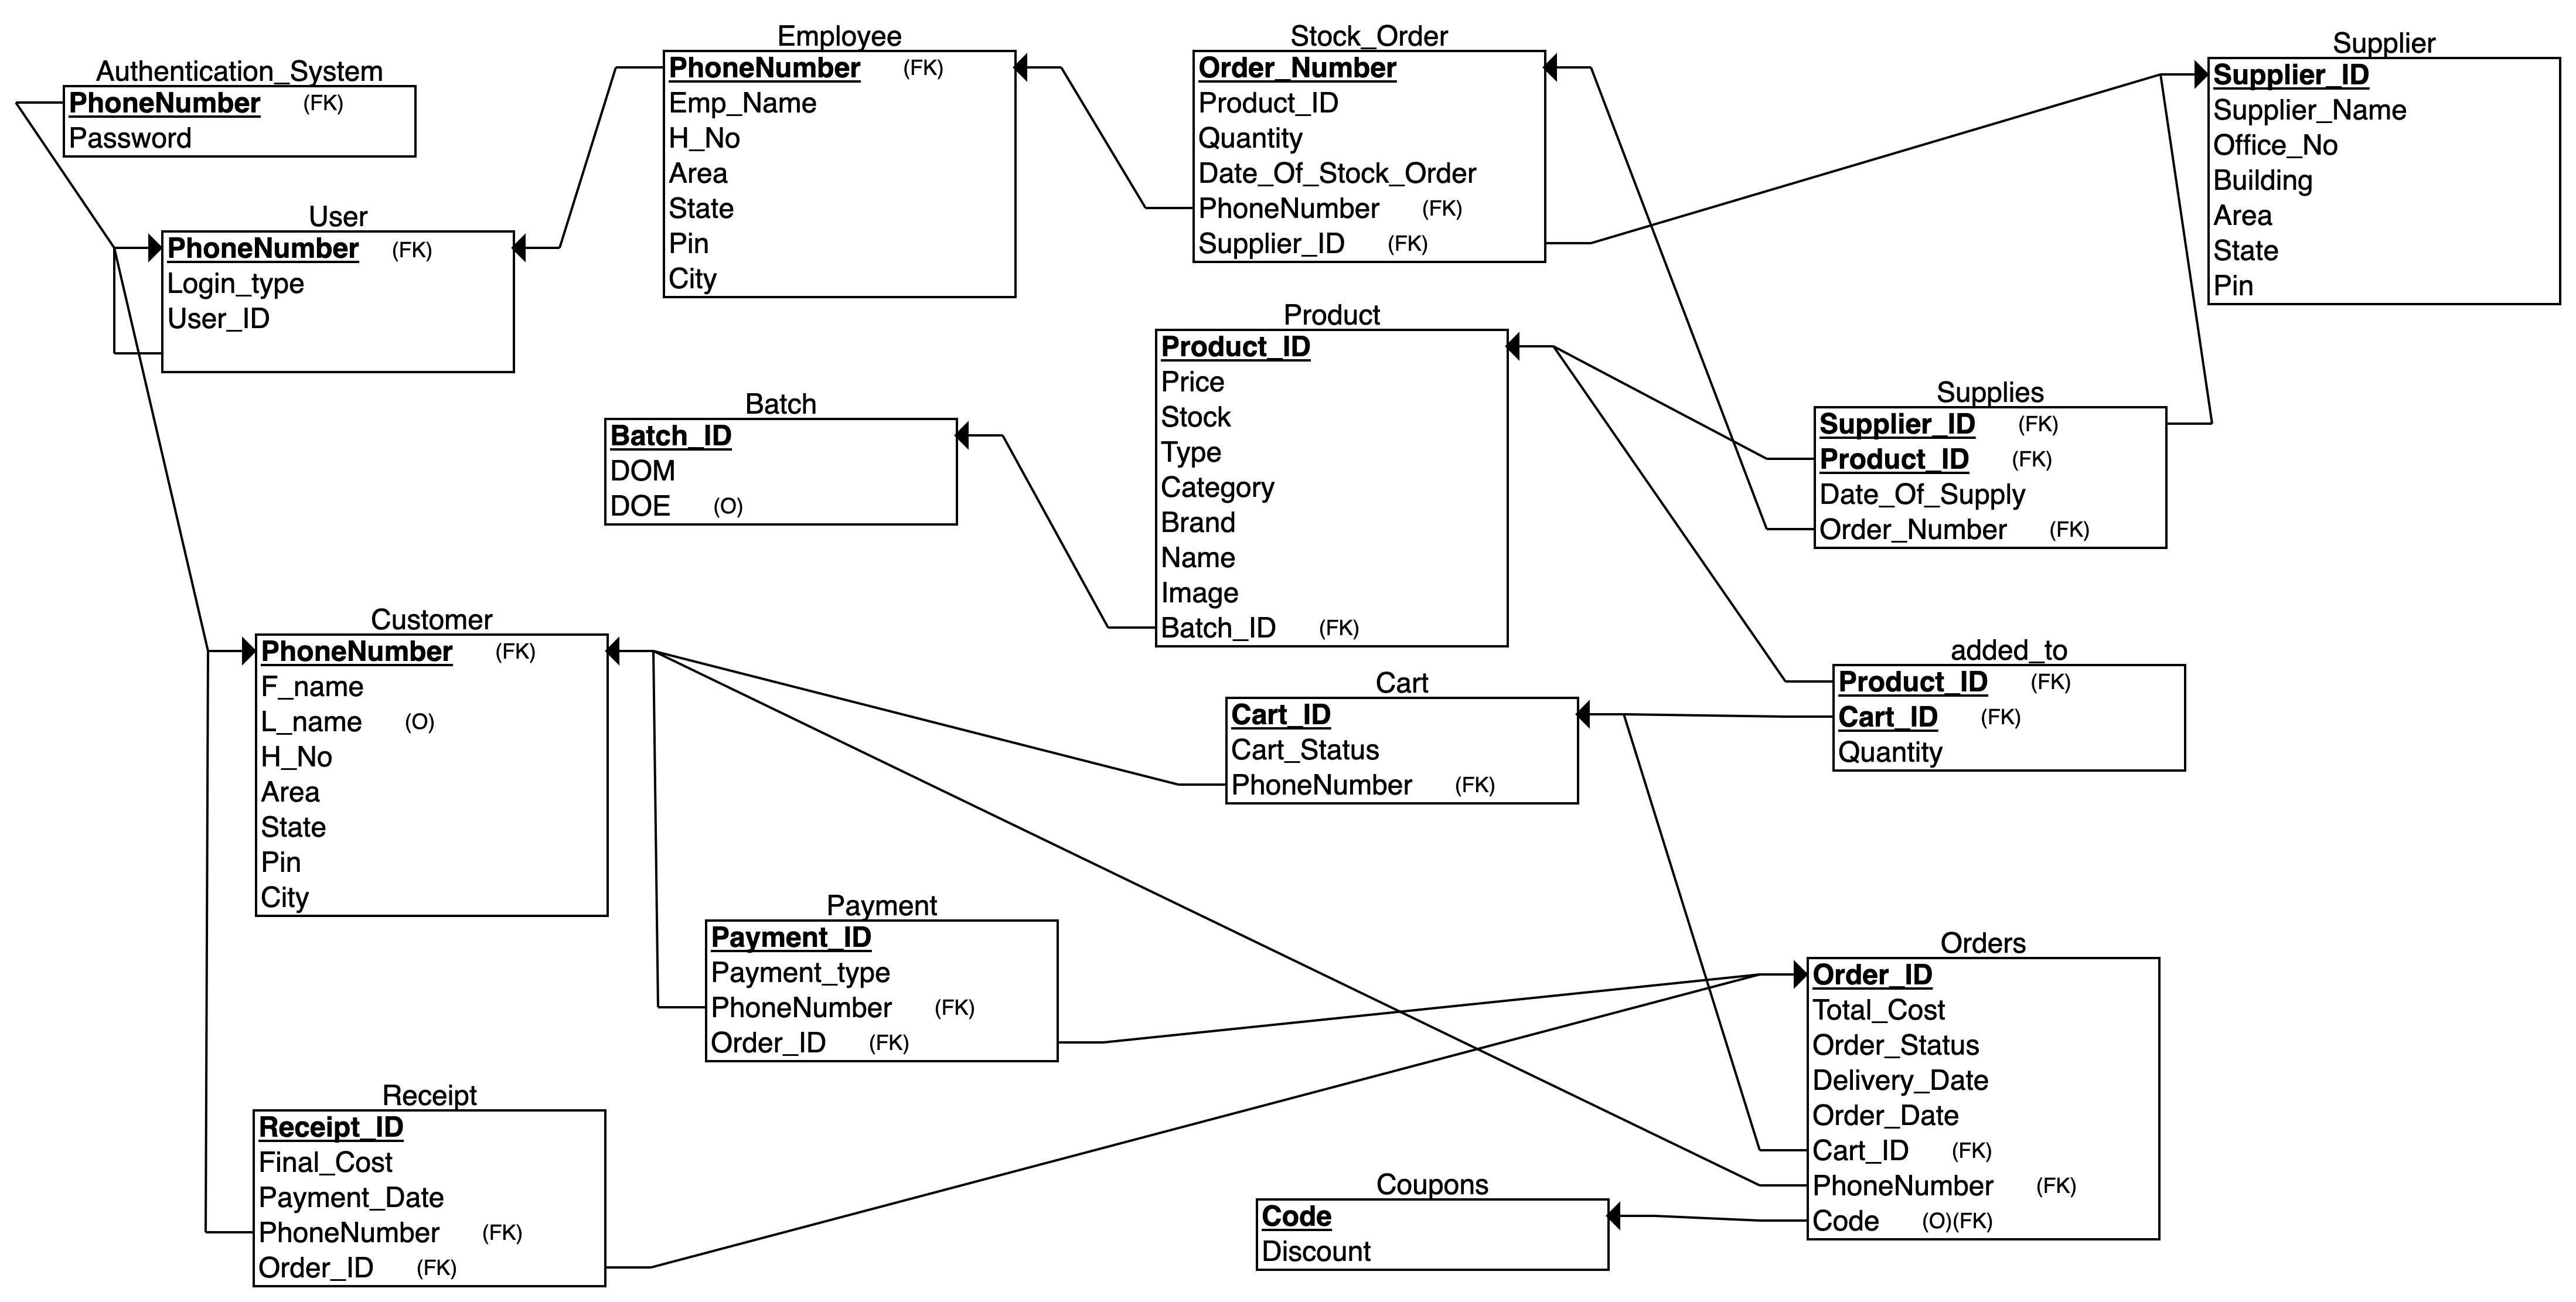 Authentication_System
PhoneNumber (FK)
Password
User
PhoneNumber (FK)
Login_type
User_ID
Employee
PhoneNumber (FK)
Emp_Name
H_No
Area
State
Pin
City
Stock_Order
Order_Number
Product_ID
Quantity
Date_Of_Stock_Order
PhoneNumber (FK)
Supplier_ID (FK)
Supplier
Supplier_ID
Supplier_Name
Office_No
Building
Area
State
Pin
Product
Product_ID
Price
Stock
Type
Category
Brand
Name
Image
Batch_ID (FK)
Batch
Batch_ID
DOM
DOE (O)
Supplies
Supplier_ID (FK)
Product_ID (FK)
Date_Of_Supply
Order_Number (FK)
Customer
PhoneNumber (FK)
F_name
L_name (O)
H_No
Area
State
Pin
City
Cart
Cart_ID
Cart_Status
PhoneNumber (FK)
added_to
Product_ID (FK)
Cart_ID (FK)
Quantity
Payment
Payment_ID
Payment_type
PhoneNumber (FK)
Order_ID (FK)
Orders
Order_ID
Total_Cost
Order_Status
Delivery_Date
Order_Date
Cart_ID (FK)
PhoneNumber (FK)
Code (O)(FK)
Receipt
Receipt_ID
Final_Cost
Payment_Date
PhoneNumber (FK)
Order_ID (FK)
Coupons
Code
Discount